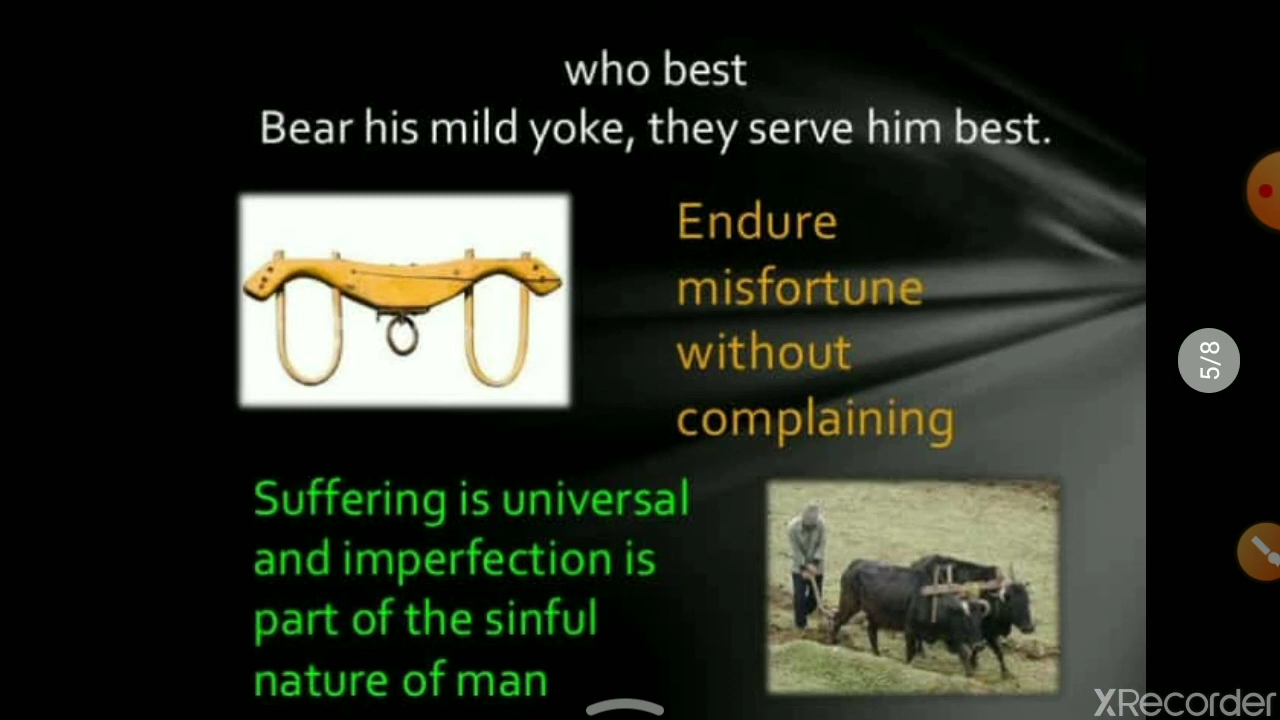 who best
Bear his mild yoke, they serve him best.
Endure
misfortune
without
complaining
Suffering is universal
and imperfection is
part of the sinful
nature of man
5/8
XRecorder